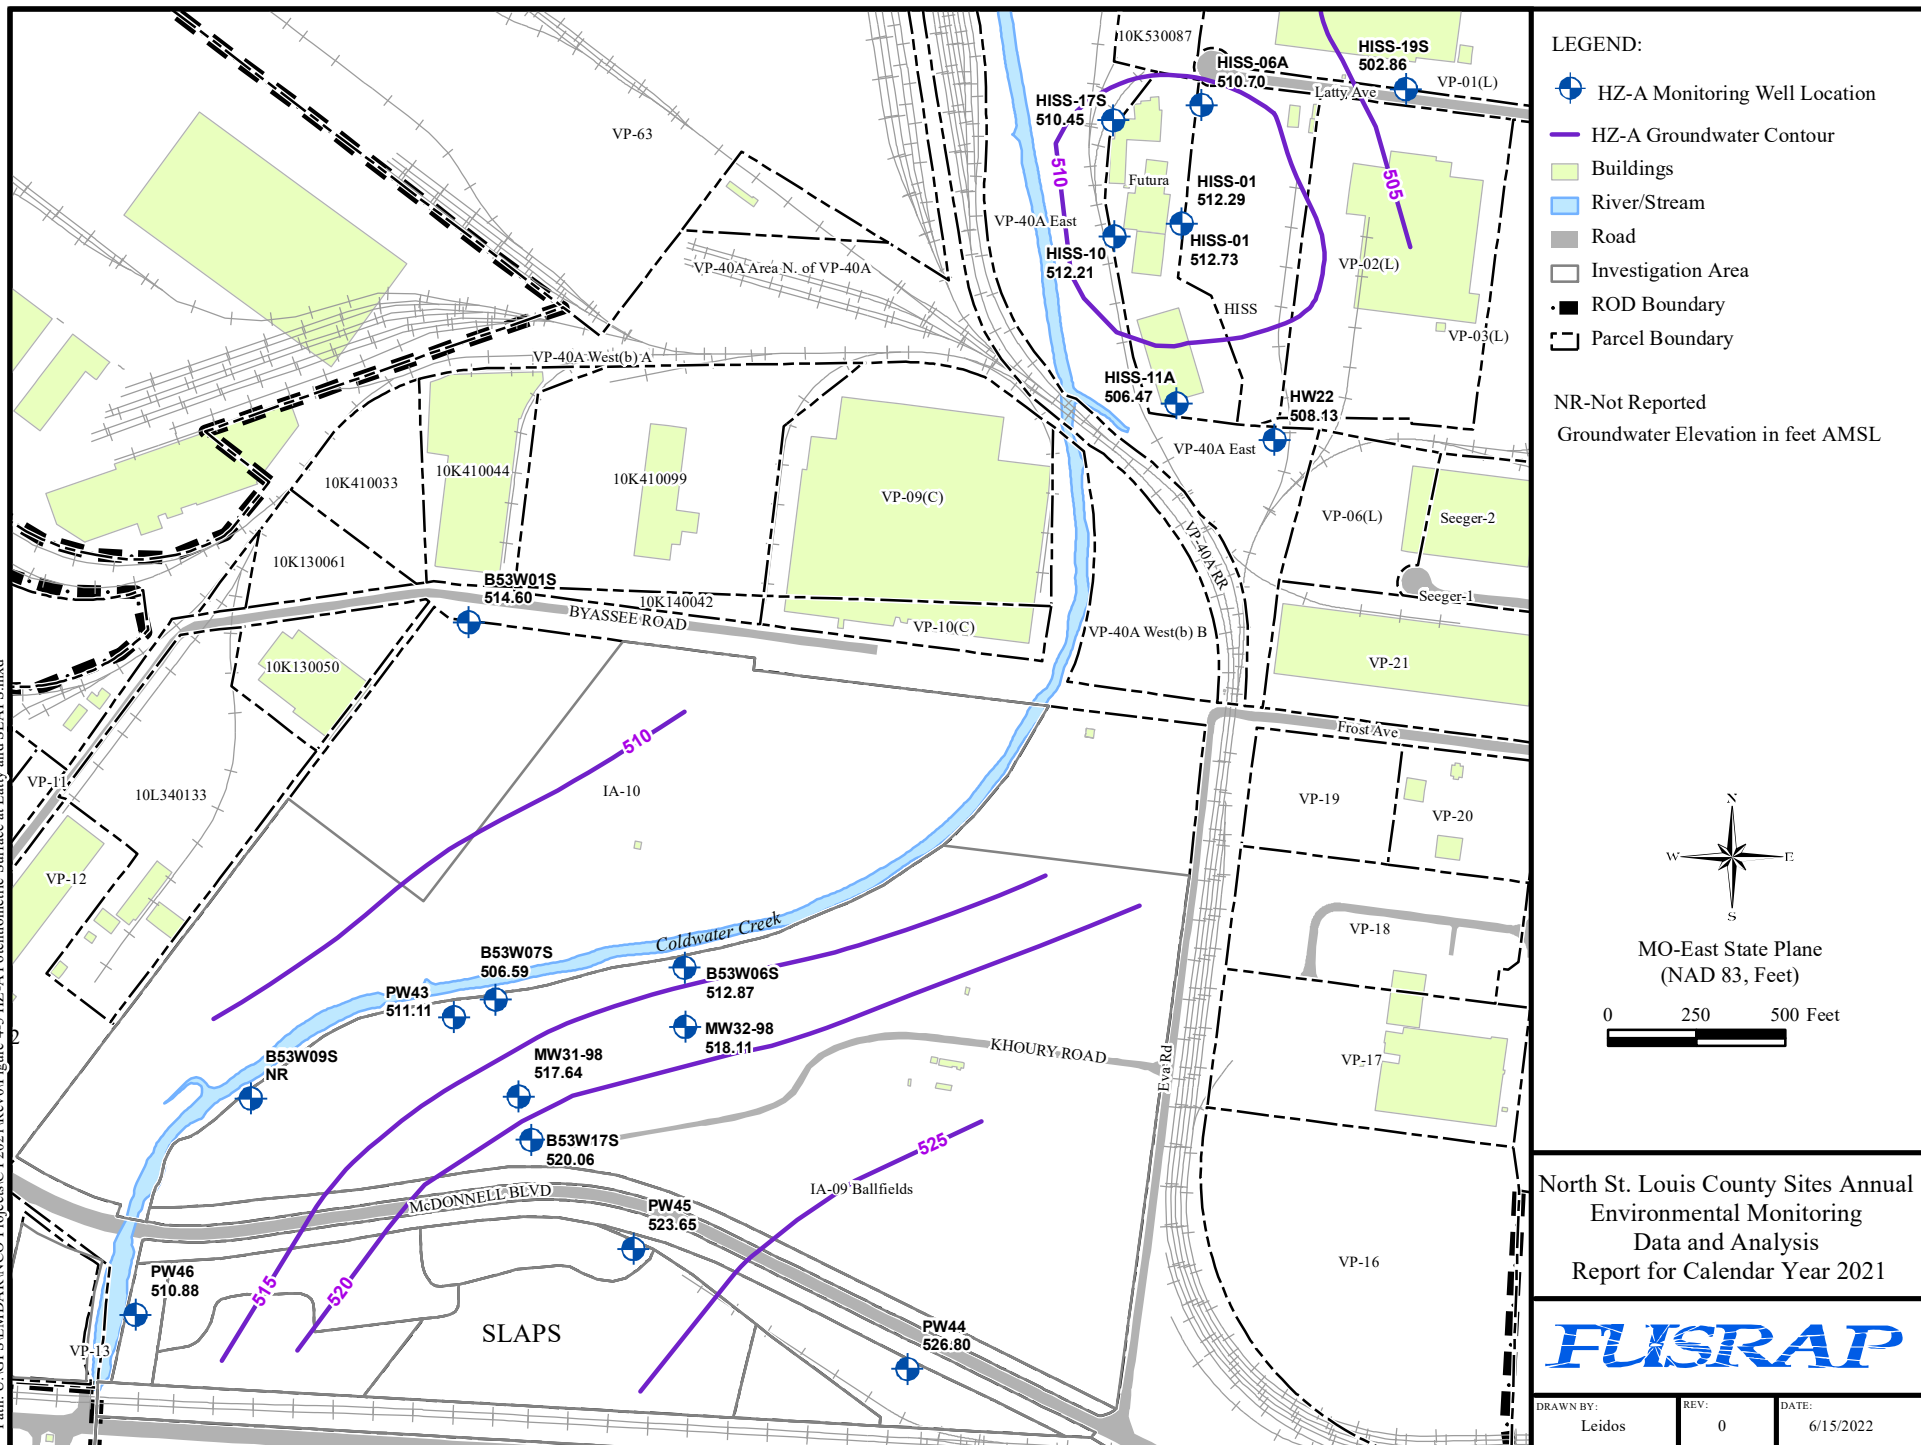 10K530087
HISS-19S
502.86
HISS-06A
510.70
VP-01(L)
Latty Ave
HISS-17S
510.45
VP-63
510
Futura
HISS-01
512.29
505
VP-40A East
HISS-10
512.21
HISS-01
512.73
VP-02(L)
VP-40A Area N. of VP-40A
HISS
VP-03(L)
VP-40A West(b) A
HISS-11A
506.47
HW22
508.13
VP-40A East
10K410033
10K410044
10K410099
VP-09(C)
VP-06(L)
Seeger-2
VP-40A RR
10K130061
B53W01S
514.60
10K140042
BYASSEE ROAD
VP-10(C)
Seeger-1
VP-40A West(b) B
10K130050
VP-21
510
Frost Ave
VP-11
10L340133
IA-10
VP-19
VP-20
VP-12
Coldwater Creek
VP-18
B53W07S
506.59
B53W06S
512.87
PW43
511.11
2
MW32-98
518.11
B53W09S
NR
MW31-98
517.64
KHOURY ROAD
Eva Rd
VP-17
B53W17S
520.06
525
IA-09 Ballfields
McDONNELL BLVD
PW45
523.65
VP-16
PW46
510.88
515
520
SLAPS
PW44
526.80
VP-13
LEGEND:
HZ-A Monitoring Well Location
HZ-A Groundwater Contour
Buildings
River/Stream
Road
Investigation Area
ROD Boundary
Parcel Boundary
NR-Not Reported
Groundwater Elevation in feet AMSL
N
W E
S
MO-East State Plane
(NAD 83, Feet)
0 250 500 Feet
North St. Louis County Sites Annual
Environmental Monitoring
Data and Analysis
Report for Calendar Year 2021
FUSRAP
DRAWN BY: REV: DATE:
Leidos 0 6/15/2022